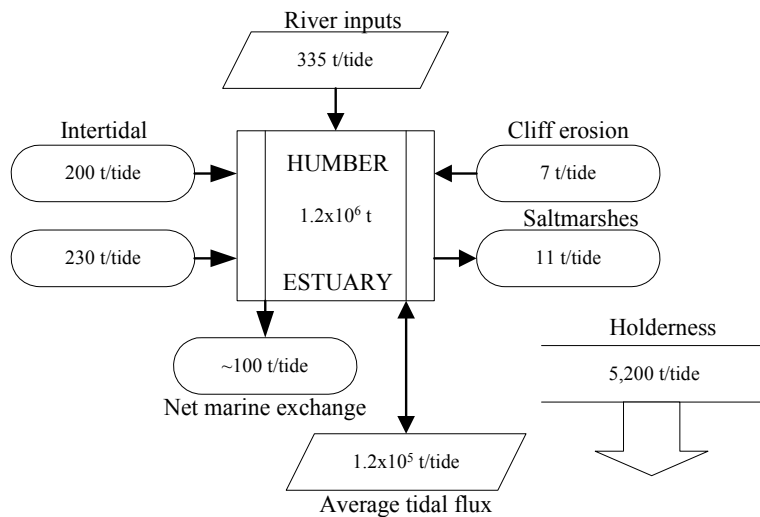 River inputs
335 t/tide
Intertidal
200 t/tide
HUMBER
Cliff erosion
7 t/tide
1.2x10⁶ t
Saltmarshes
230 t/tide
ESTUARY
11 t/tide
~100 t/tide
Net marine exchange
Holderness
5,200 t/tide
1.2x10⁵ t/tide
Average tidal flux